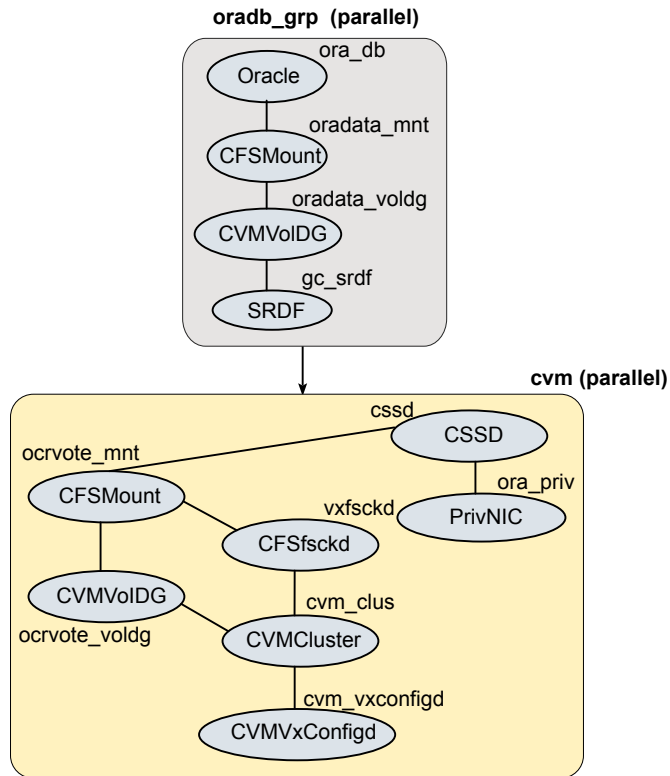 oradb_grp (parallel)
ora_db
Oracle
oradata_mnt
CFSMount
oradata_voldg
CVMVolDG
gc_srdf
SRDF
cvm (parallel)
cssd
CSSD
ocrvote_mnt
CFSMount
ora_priv
PrivNIC
vxfsckd
CFSfsckd
CVMVolDG
ocrvote_voldg
cvm_clus
CVMCluster
cvm_vxconfigd
CVMVxConfigd